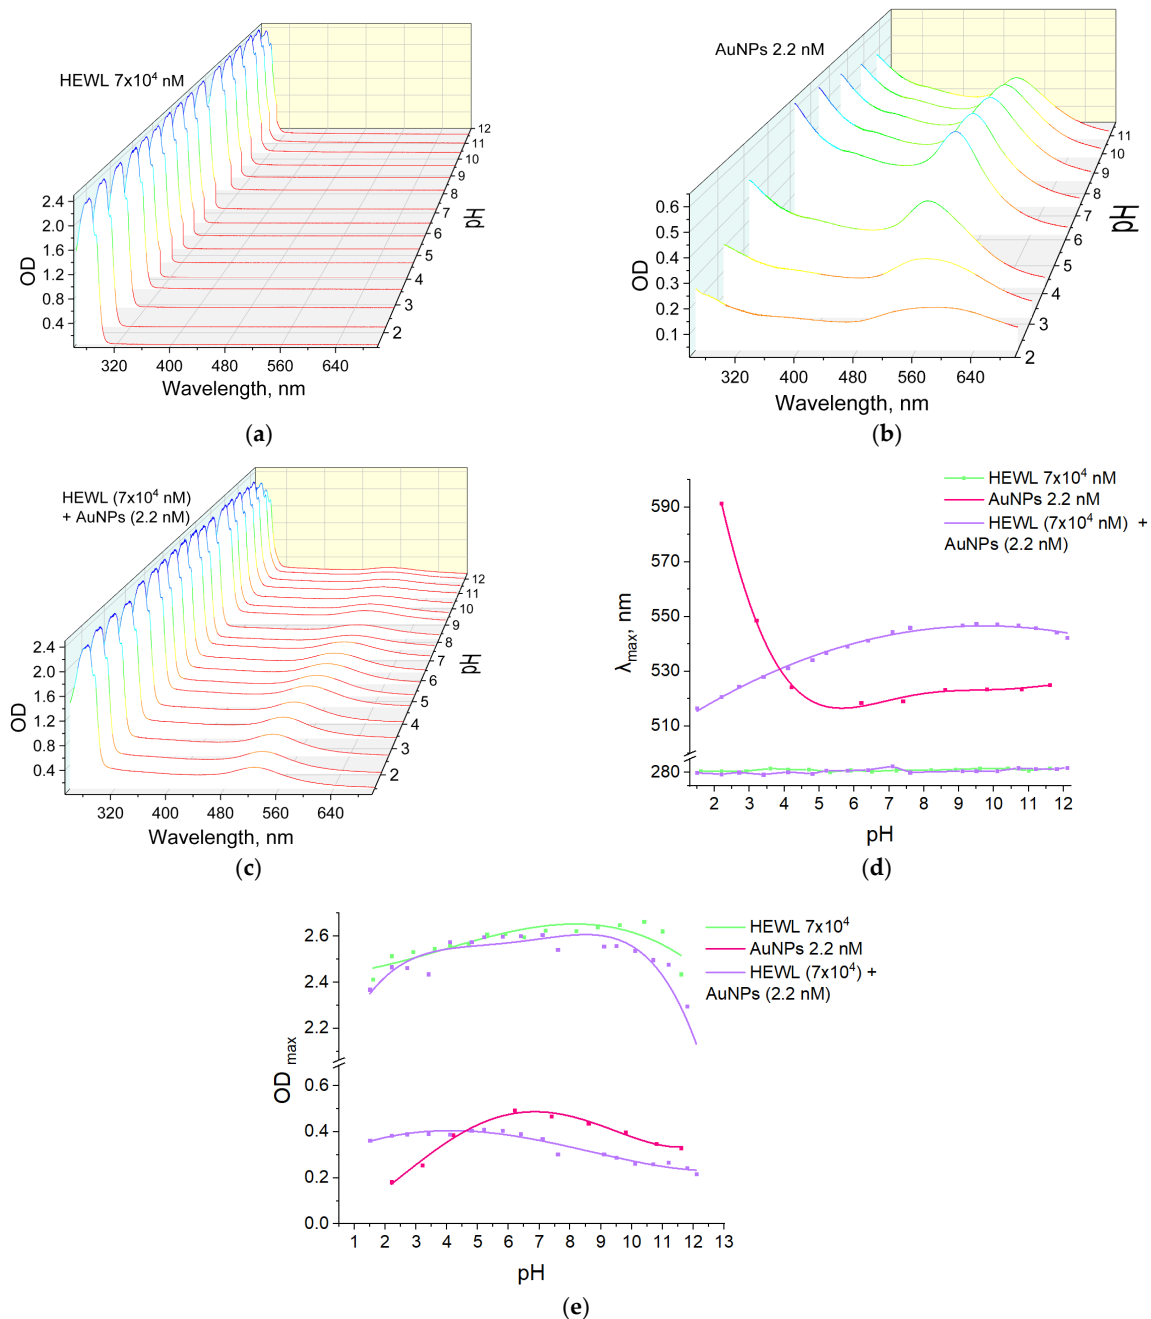 HEWL 7x10⁴ nM
2.4
2.0
1.6
1.2
0.8
0.4
OD
320 400 480 560 640
Wavelength, nm
2
3
4
5
6
7
8
9
10
11
12
pH
(a)
AuNPs 2.2 nM
0.6
0.5
0.4
0.3
0.2
0.1
OD
320 400 480 560 640
Wavelength, nm
2
3
4
5
6
7
8
9
10
11
pH
(b)
HEWL (7x10⁴ nM)
+ AuNPs (2.2 nM)
2.4
2.0
1.6
1.2
0.8
0.4
OD
320 400 480 560 640
Wavelength, nm
2
3
4
5
6
7
8
9
10
11
12
pH
(c)
HEWL 7x10⁴ nM
AuNPs 2.2 nM
HEWL (7x10⁴ nM) +
AuNPs (2.2 nM)
590
570
550
530
510
280
λmax, nm
2 3 4 5 6 7 8 9 10 11 12
pH
(d)
HEWL 7x10⁴
AuNPs 2.2 nM
HEWL (7x10⁴) +
AuNPs (2.2 nM)
2.6
2.4
2.2
0.6
0.4
0.2
0.0
OD max
1 2 3 4 5 6 7 8 9 10 11 12 13
pH
(e)